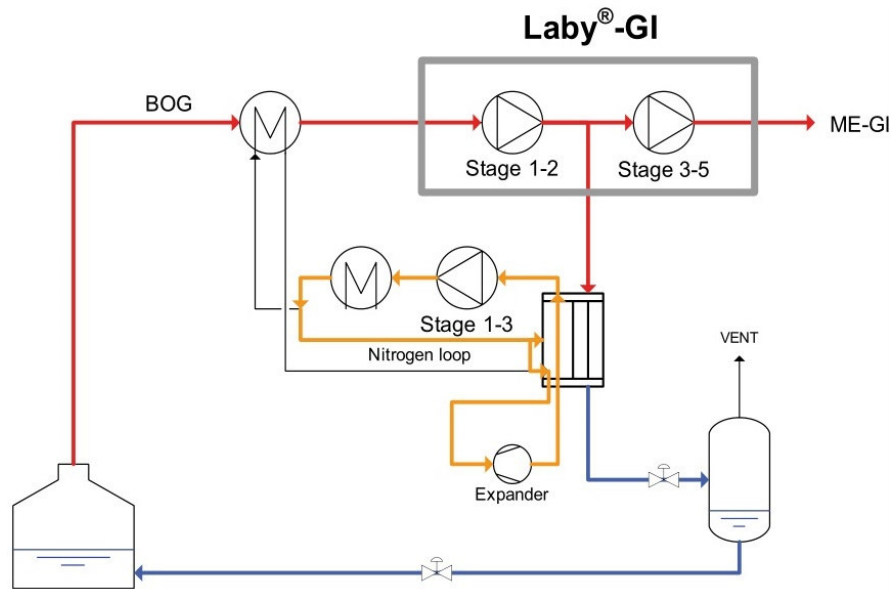 Laby®-GI
BOG
ME-GI
Stage 1-2
Stage 3-5
Stage 1-3
Nitrogen loop
VENT
Expander